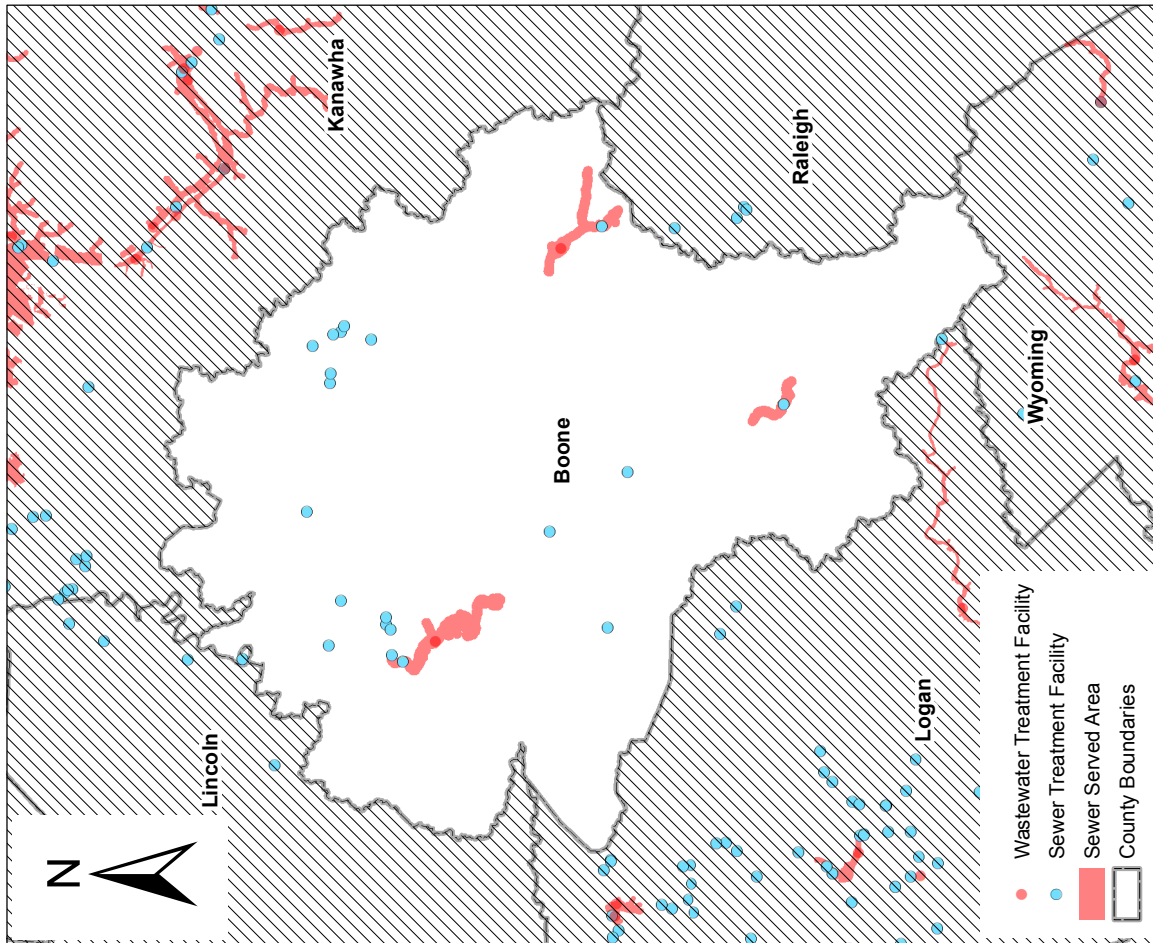 N
Lincoln
Kanawha
Boone
Raleigh
Logan
Wyoming
Wastewater Treatment Facility
Sewer Treatment Facility
Sewer Served Area
County Boundaries